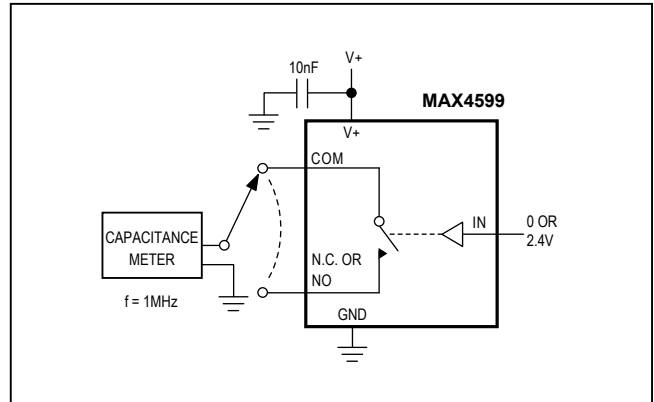 10nF
V+
MAX4599
V+
COM
IN
0 OR
2.4V
CAPACITANCE
METER
N.C. OR
NO
f = 1MHz
GND